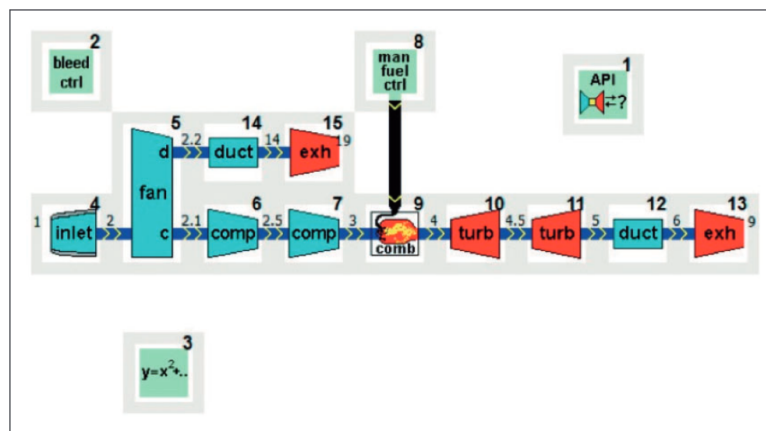 2
bleed
ctrl
8
man
fuel
ctrl
1
API
?
5
d
fan
c
2.2
14
duct
14
15
exh
19
1
4
inlet
2
2.1
6
comp
2.5
7
comp
3
9
comb
4
10
turb
4.5
11
turb
5
12
duct
6
13
exh
9
3
y=x²+..